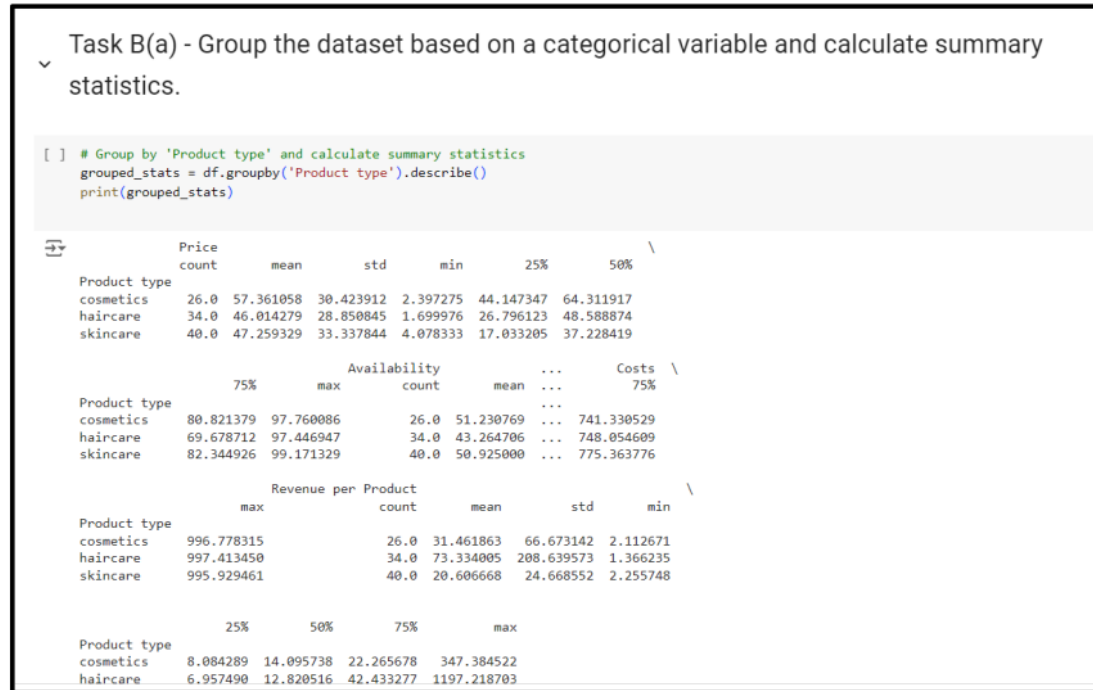 Task B(a) - Group the dataset based on a categorical variable and calculate summary
statistics.
[ ] # Group by 'Product type' and calculate summary statistics
grouped_stats = df.groupby('Product type').describe()
print(grouped_stats)
Price \
count mean std min 25% 50%
Product type
cosmetics 26.0 57.361058 30.423912 2.397275 44.147347 64.311917
haircare 34.0 46.014279 28.850845 1.699976 26.796123 48.588874
skincare 40.0 47.259329 33.337844 4.078333 17.033205 37.228419
Availability ... Costs \
75% max count mean ... 75%
Product type ...
cosmetics 80.821379 97.760086 26.0 51.230769 ... 741.330529
haircare 69.678712 97.446947 34.0 43.264706 ... 748.054609
skincare 82.344926 99.171329 40.0 50.925000 ... 775.363776
Revenue per Product \
max count mean std min
Product type
cosmetics 996.778315 26.0 31.461863 66.673142 2.112671
haircare 997.413450 34.0 73.334005 208.639573 1.366235
skincare 995.929461 40.0 20.606668 24.668552 2.255748
25% 50% 75% max
Product type
cosmetics 8.084289 14.095738 22.265678 347.384522
haircare 6.957490 12.820516 42.433277 1197.218703